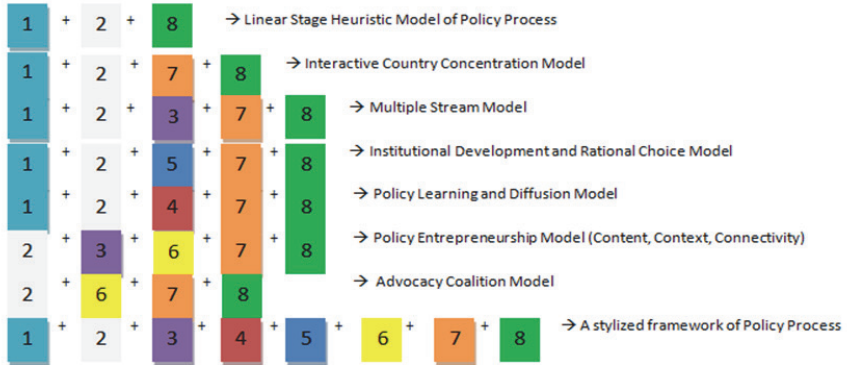 1 + 2 + 8 → Linear Stage Heuristic Model of Policy Process
1 + 2 + 7 + 8 → Interactive Country Concentration Model
1 + 2 + 3 + 7 + 8 → Multiple Stream Model
1 + 2 + 5 + 7 + 8 → Institutional Development and Rational Choice Model
1 + 2 + 4 + 7 + 8 → Policy Learning and Diffusion Model
2 + 3 + 6 + 7 + 8 → Policy Entrepreneurship Model (Content, Context, Connectivity)
2 + 6 + 7 + 8 → Advocacy Coalition Model
1 + 2 + 3 + 4 + 5 + 6 + 7 + 8 → A stylized framework of Policy Process